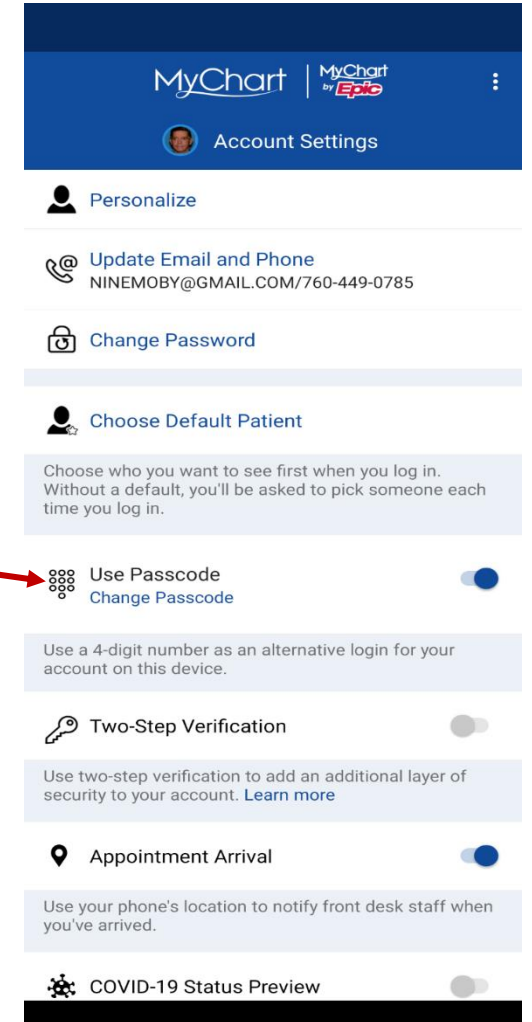 MyChart MyChart
by Epic
Account Settings
Personalize
Update Email and Phone
NINEMOBY@GMAIL.COM/760-449-0785
Change Password
Choose Default Patient
Choose who you want to see first when you log in.
Without a default, you'll be asked to pick someone each
time you log in.
Use Passcode
Change Passcode
Use a 4-digit number as an alternative login for your
account on this device.
Two-Step Verification
Use two-step verification to add an additional layer of
security to your account. Learn more
Appointment Arrival
Use your phone's location to notify front desk staff when
you've arrived.
COVID-19 Status Preview